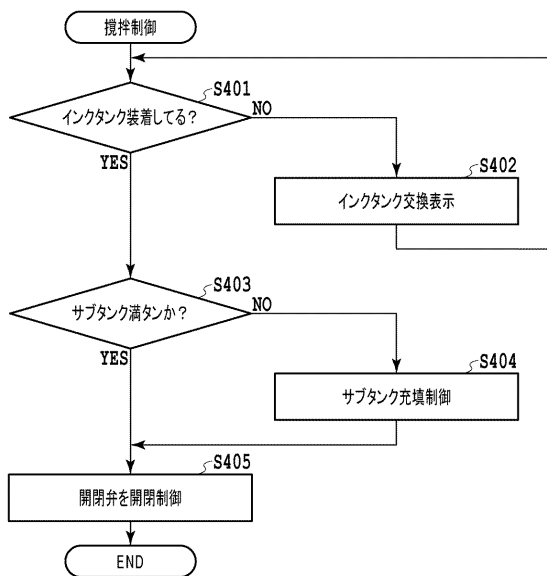 撹拌制御
S401
インクタンク装着してる?
NO
YES
S402
インクタンク交換表示
S403
サブタンク満タンか?
NO
YES
S404
サブタンク充填制御
S405
開閉弁を開閉制御
END